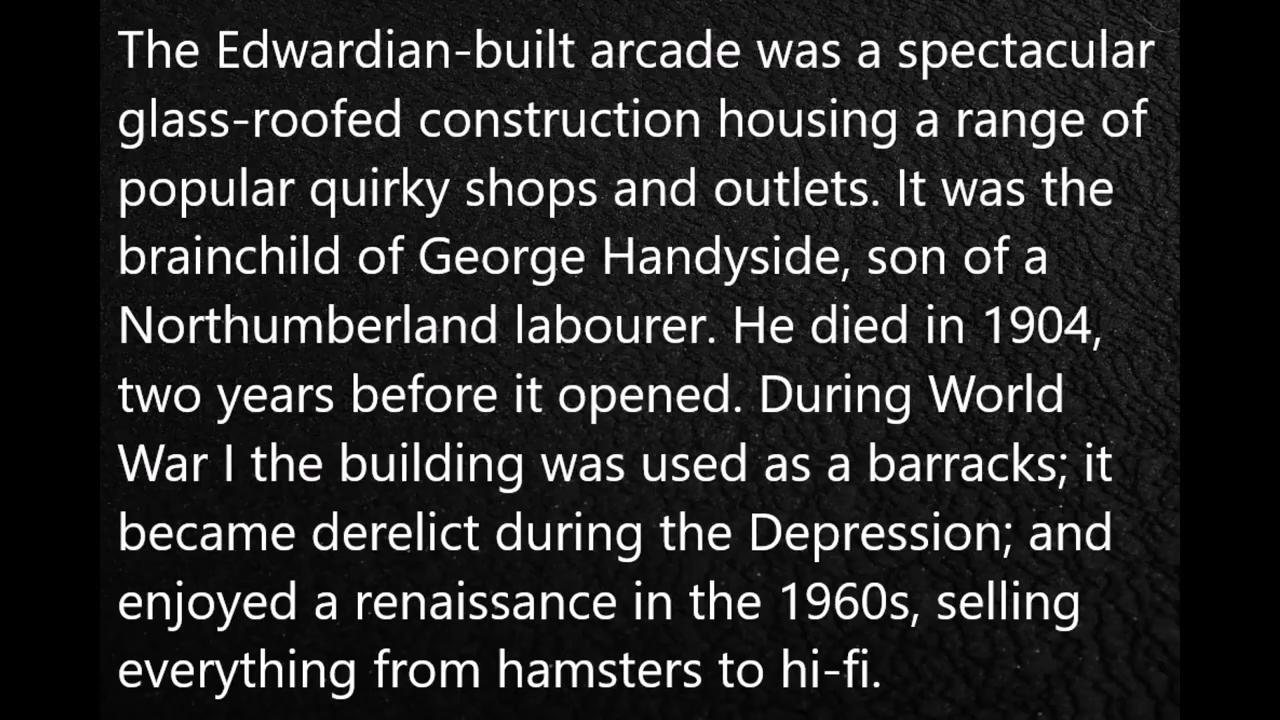 The Edwardian-built arcade was a spectacular
glass-roofed construction housing a range of
popular quirky shops and outlets. It was the
brainchild of George Handyside, son of a
Northumberland labourer. He died in 1904,
two years before it opened. During World
War I the building was used as a barracks; it
became derelict during the Depression; and
enjoyed a renaissance in the 1960s, selling
everything from hamsters to hi-fi.